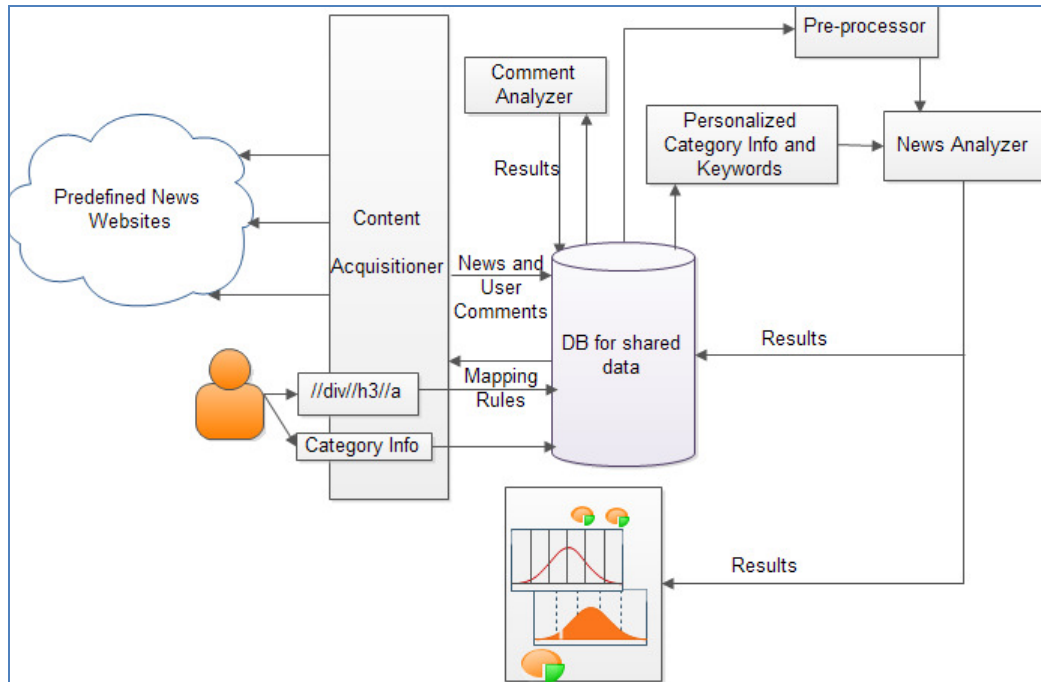 Pre-processor
Comment
Analyzer
Personalized
Category Info and
Keywords
News Analyzer
Results
Predefined News
Websites
Content
Acquisitioner
News and
User
Comments
DB for shared
data
Results
//div//h3//a
Mapping
Rules
Category Info
Results